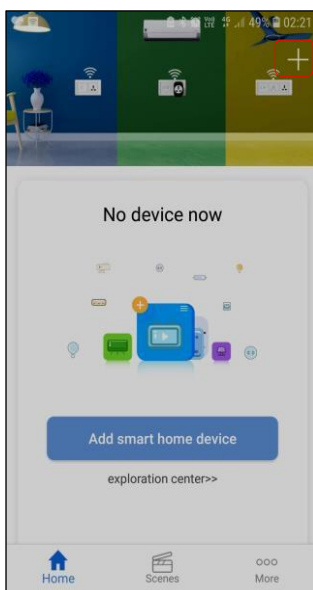 49% 02:21
No device now
Add smart home device
exploration center>>
Home
Scenes
More